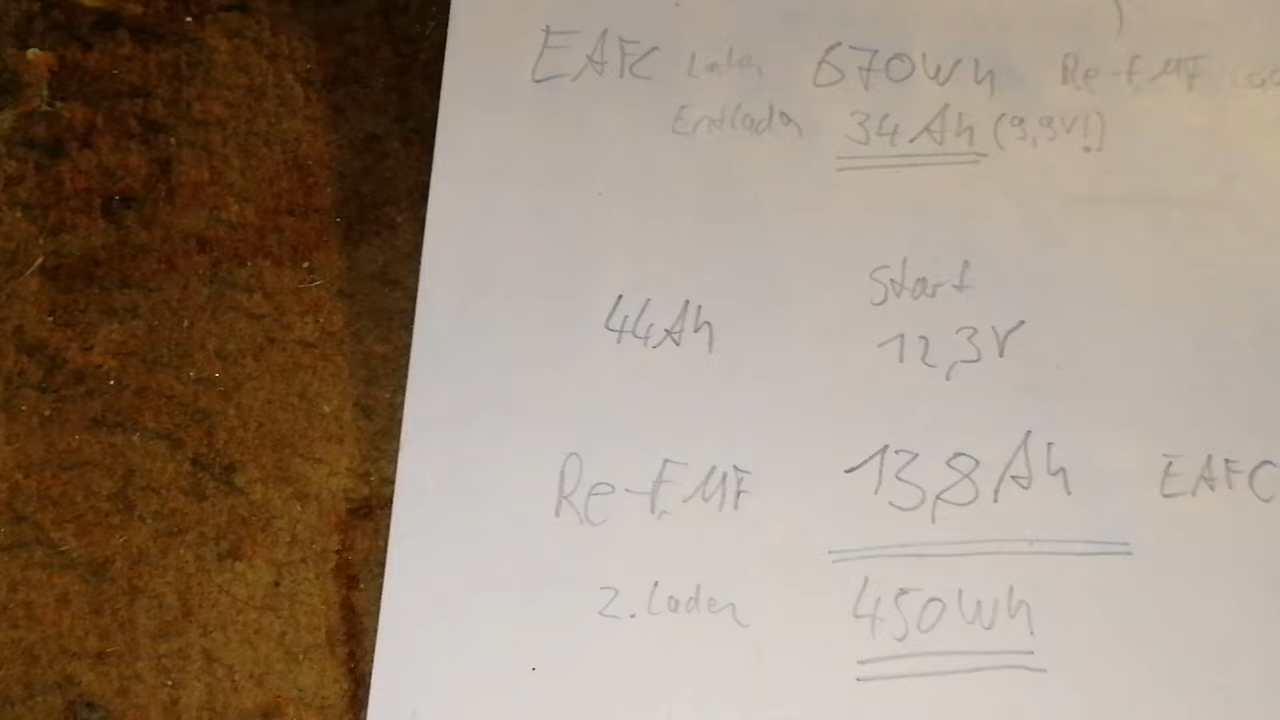 EAFC Laden 670Wh Re-EMF
Entladen 34Ah (9,9V!)
Start
44Ah 12,3V
Re-EMF 13,8Ah EAFC
2. Laden 450Wh